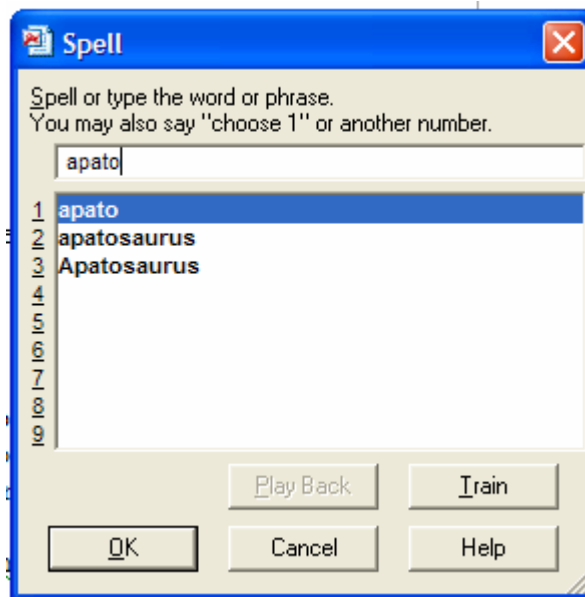 Spell
Spell or type the word or phrase.
You may also say "choose 1" or another number.
apato
1 apato
2 apatosaurus
3 Apatosaurus
4
5
6
7
8
9
Play Back Train
OK Cancel Help